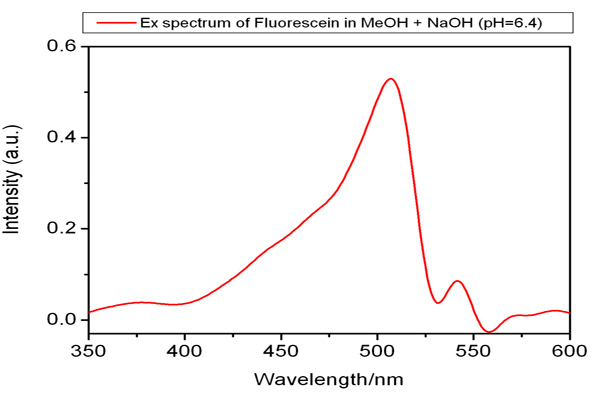 Ex spectrum of Fluorescein in MeOH + NaOH (pH=6.4)
0.6
0.4
0.2
0.0
Intensity (a.u.)
350 400 450 500 550 600
Wavelength/nm